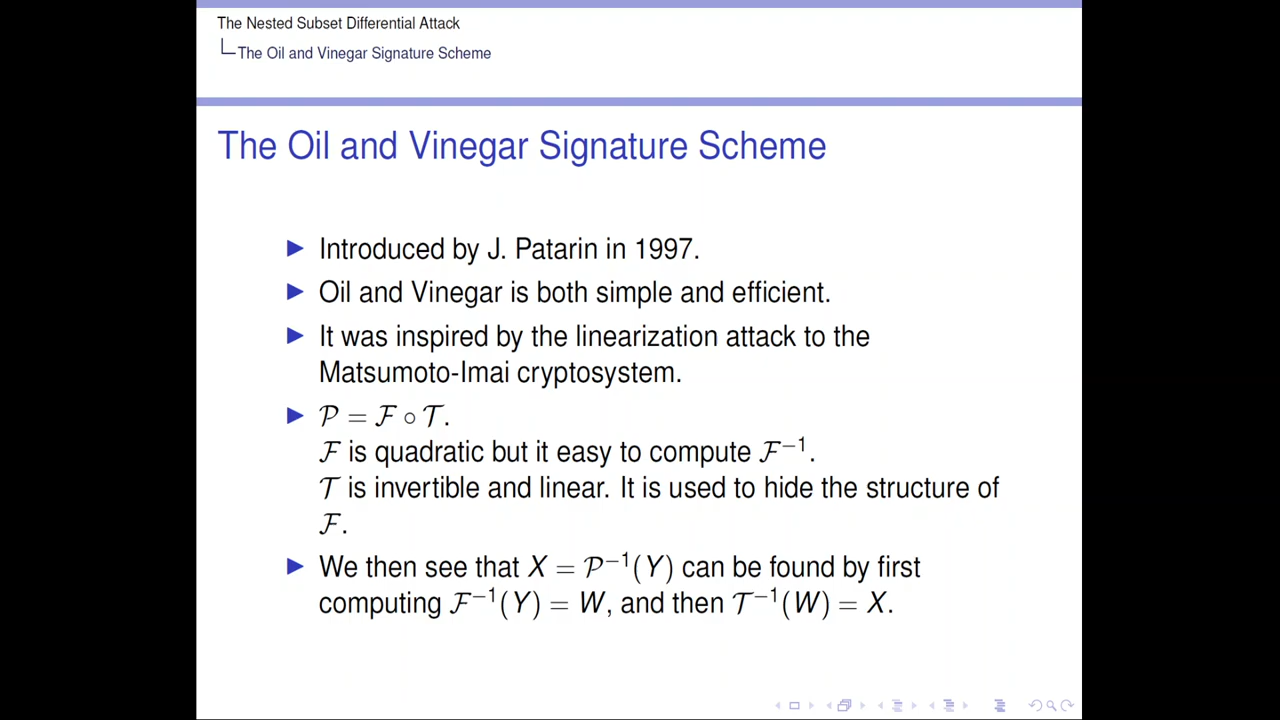 The Nested Subset Differential Attack
The Oil and Vinegar Signature Scheme
The Oil and Vinegar Signature Scheme
▶ Introduced by J. Patarin in 1997.
▶ Oil and Vinegar is both simple and efficient.
▶ It was inspired by the linearization attack to the
Matsumoto-Imai cryptosystem.
▶ 𝒫 = ℱ ∘ 𝒯.
ℱ is quadratic but it easy to compute ℱ⁻¹.
𝒯 is invertible and linear. It is used to hide the structure of
ℱ.
▶ We then see that X = 𝒫⁻¹(Y) can be found by first
computing ℱ⁻¹(Y) = W, and then 𝒯⁻¹(W) = X.